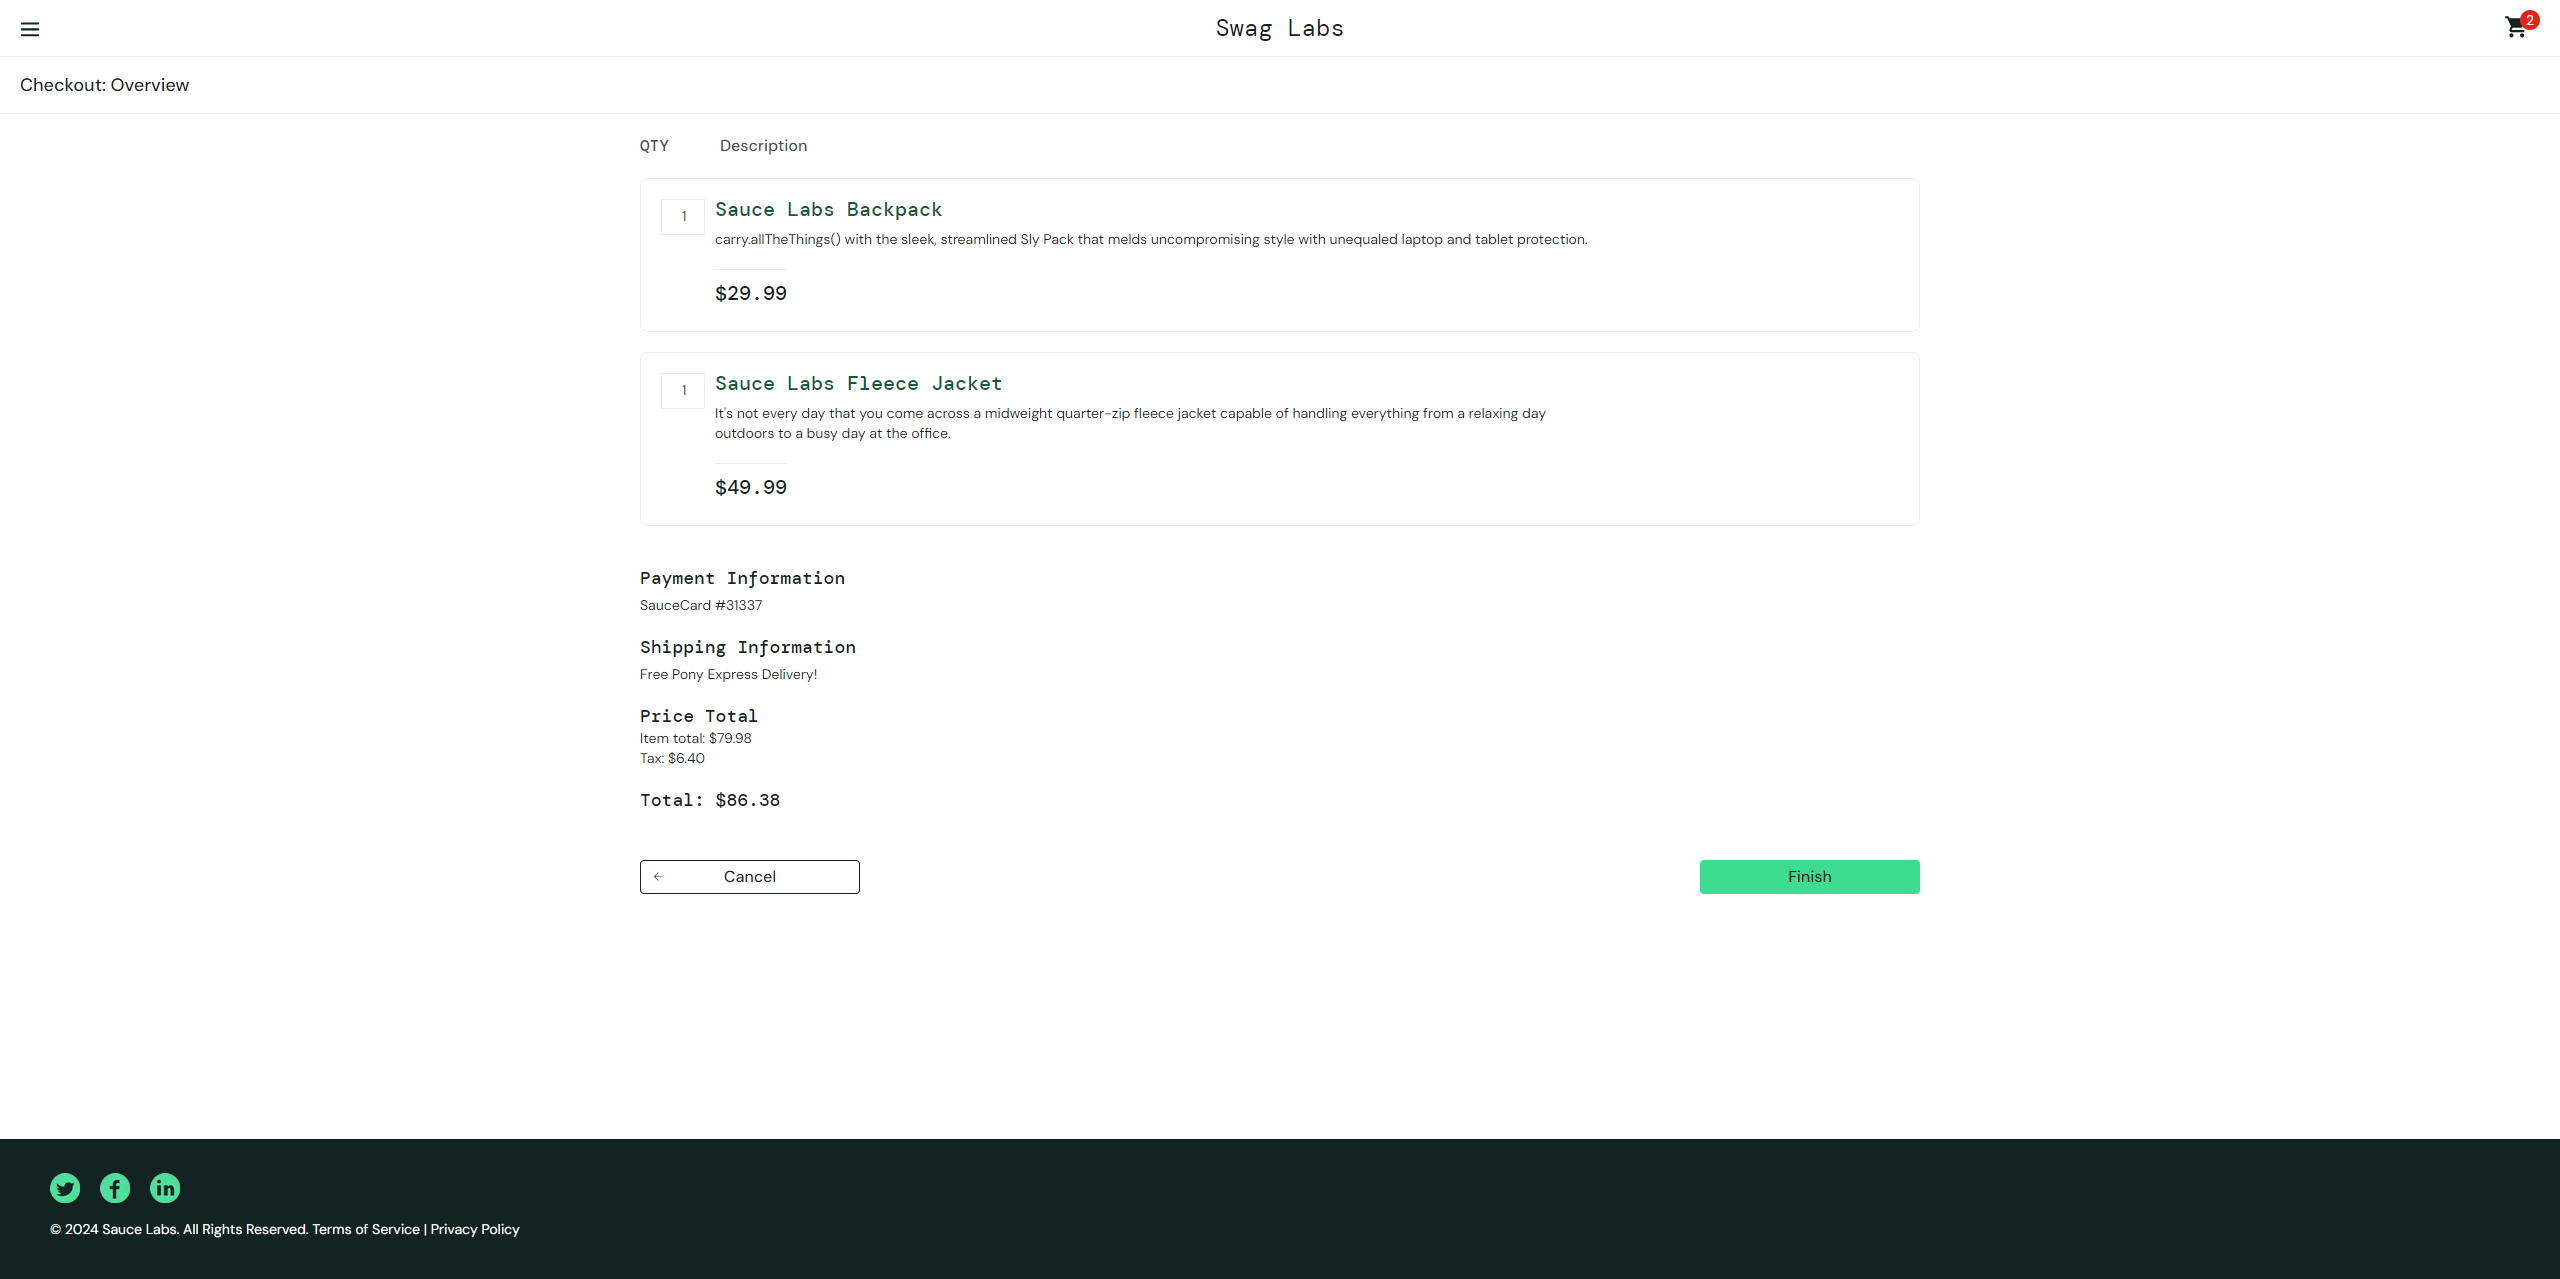 Swag Labs
2
Checkout: Overview
QTY Description
1
Sauce Labs Backpack
carry.allTheThings() with the sleek, streamlined Sly Pack that melds uncompromising style with unequaled laptop and tablet protection.
$29.99
1
Sauce Labs Fleece Jacket
It's not every day that you come across a midweight quarter-zip fleece jacket capable of handling everything from a relaxing day
outdoors to a busy day at the office.
$49.99
Payment Information
SauceCard #31337
Shipping Information
Free Pony Express Delivery!
Price Total
Item total: $79.98
Tax: $6.40
Total: $86.38
Cancel
Finish
© 2024 Sauce Labs. All Rights Reserved. Terms of Service | Privacy Policy